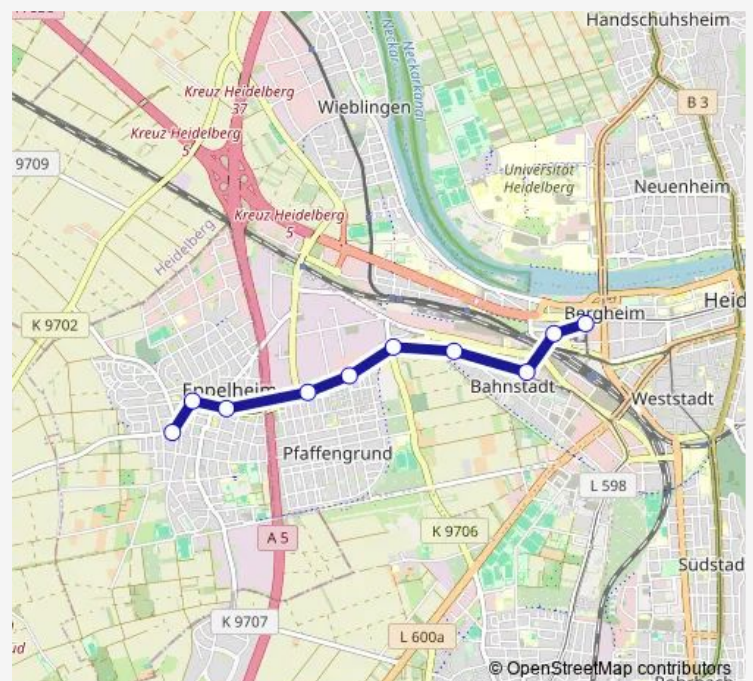 Handschuhsheim
Kreuz Heidelberg
37
Wieblingen
Neckar
Neckarkanal
B 3
Kreuz Heidelberg
5
9709
Universität
Heidelberg
Neuenheim
Kreuz Heidelberg
5
Heidelberg
K 9702
Bergheim
Heid
Eppelheim
Bahnstadt
Weststadt
Pfaffengrund
L 598
K 9706
A 5
Südstad
K 9707
L 600a
üd
© OpenStreetMap contributors